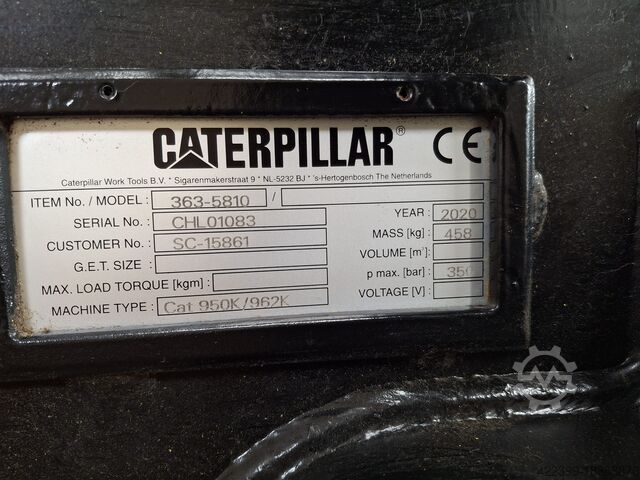 CATERPILLAR® CE
Caterpillar Work Tools B.V. * Sigarenmakerstraat 9 * NL-5232 BJ * 's-Hertogenbosch The Netherlands
ITEM No. / MODEL : 363-5810 /
SERIAL No. : CHL01083 YEAR : 2020
CUSTOMER No. : SC-15861 MASS [kg] : 458
G.E.T. SIZE : VOLUME [m³]:
MAX. LOAD TORQUE [kgm] : p max. [bar] : 350
MACHINE TYPE : Cat 950K/962K VOLTAGE [V] :